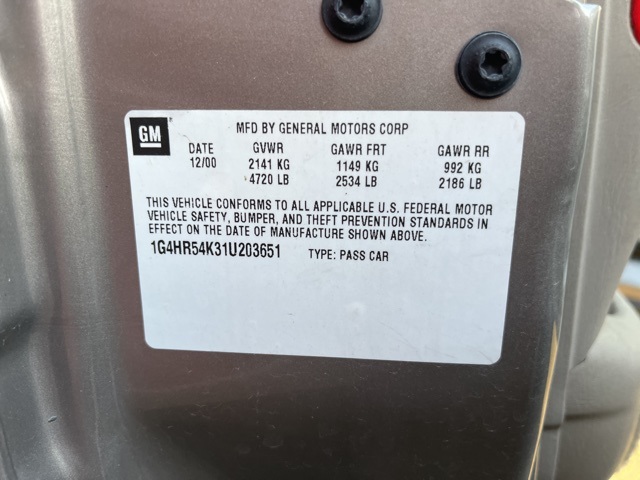 GM
MFD BY GENERAL MOTORS CORP
DATE GVWR GAWR FRT GAWR RR
12/00 2141 KG 1149 KG 992 KG
4720 LB 2534 LB 2186 LB
THIS VEHICLE CONFORMS TO ALL APPLICABLE U.S. FEDERAL MOTOR
VEHICLE SAFETY, BUMPER, AND THEFT PREVENTION STANDARDS IN
EFFECT ON THE DATE OF MANUFACTURE SHOWN ABOVE.
1G4HR54K31U203651 TYPE: PASS CAR